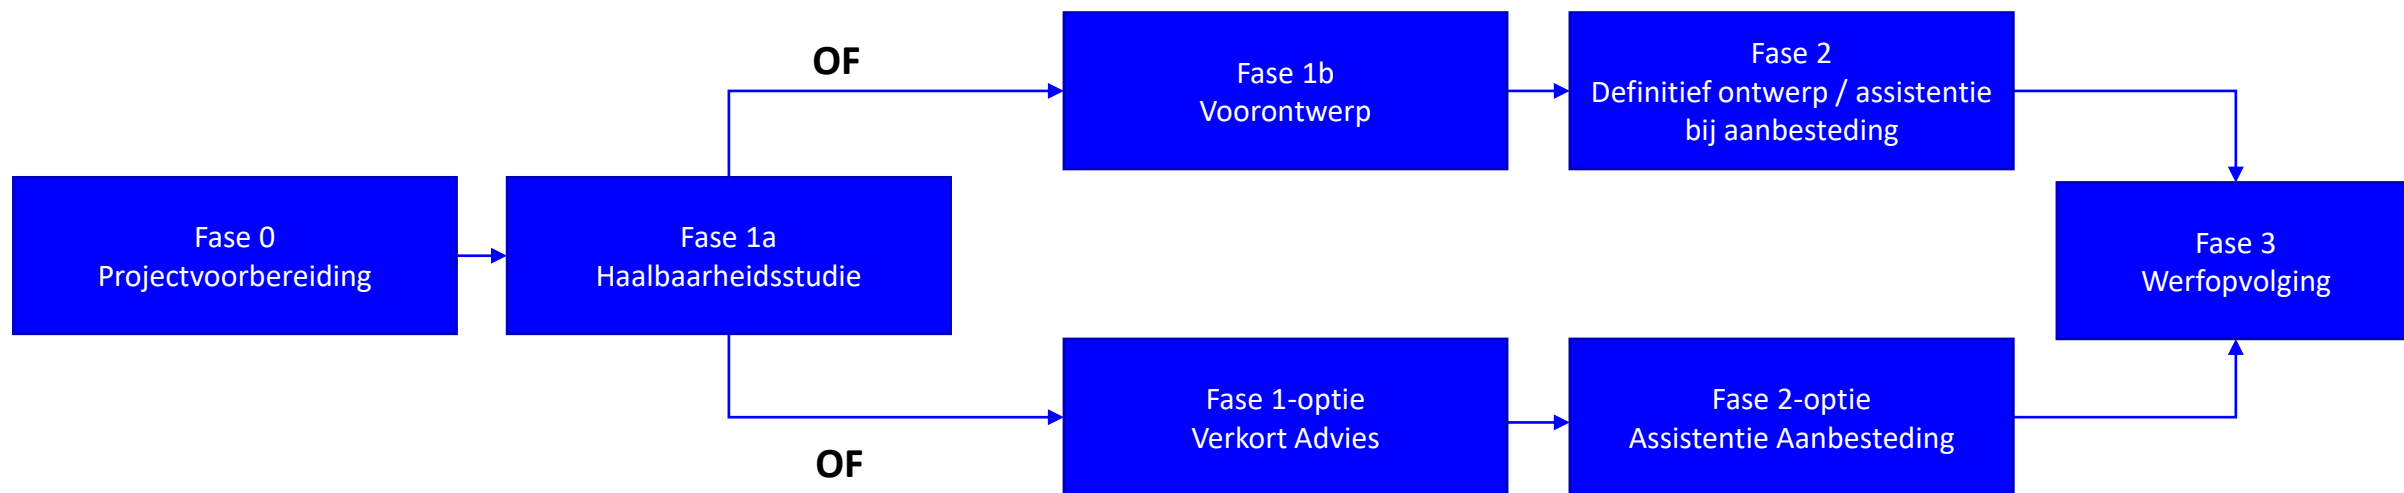 Fase 0
Projectvoorbereiding
Fase 1a
Haalbaarheidsstudie
OF
Fase 1b
Voorontwerp
Fase 2
Definitief ontwerp / assistentie
bij aanbesteding
OF
Fase 1-optie
Verkort Advies
Fase 2-optie
Assistentie Aanbesteding
Fase 3
Werfopvolging